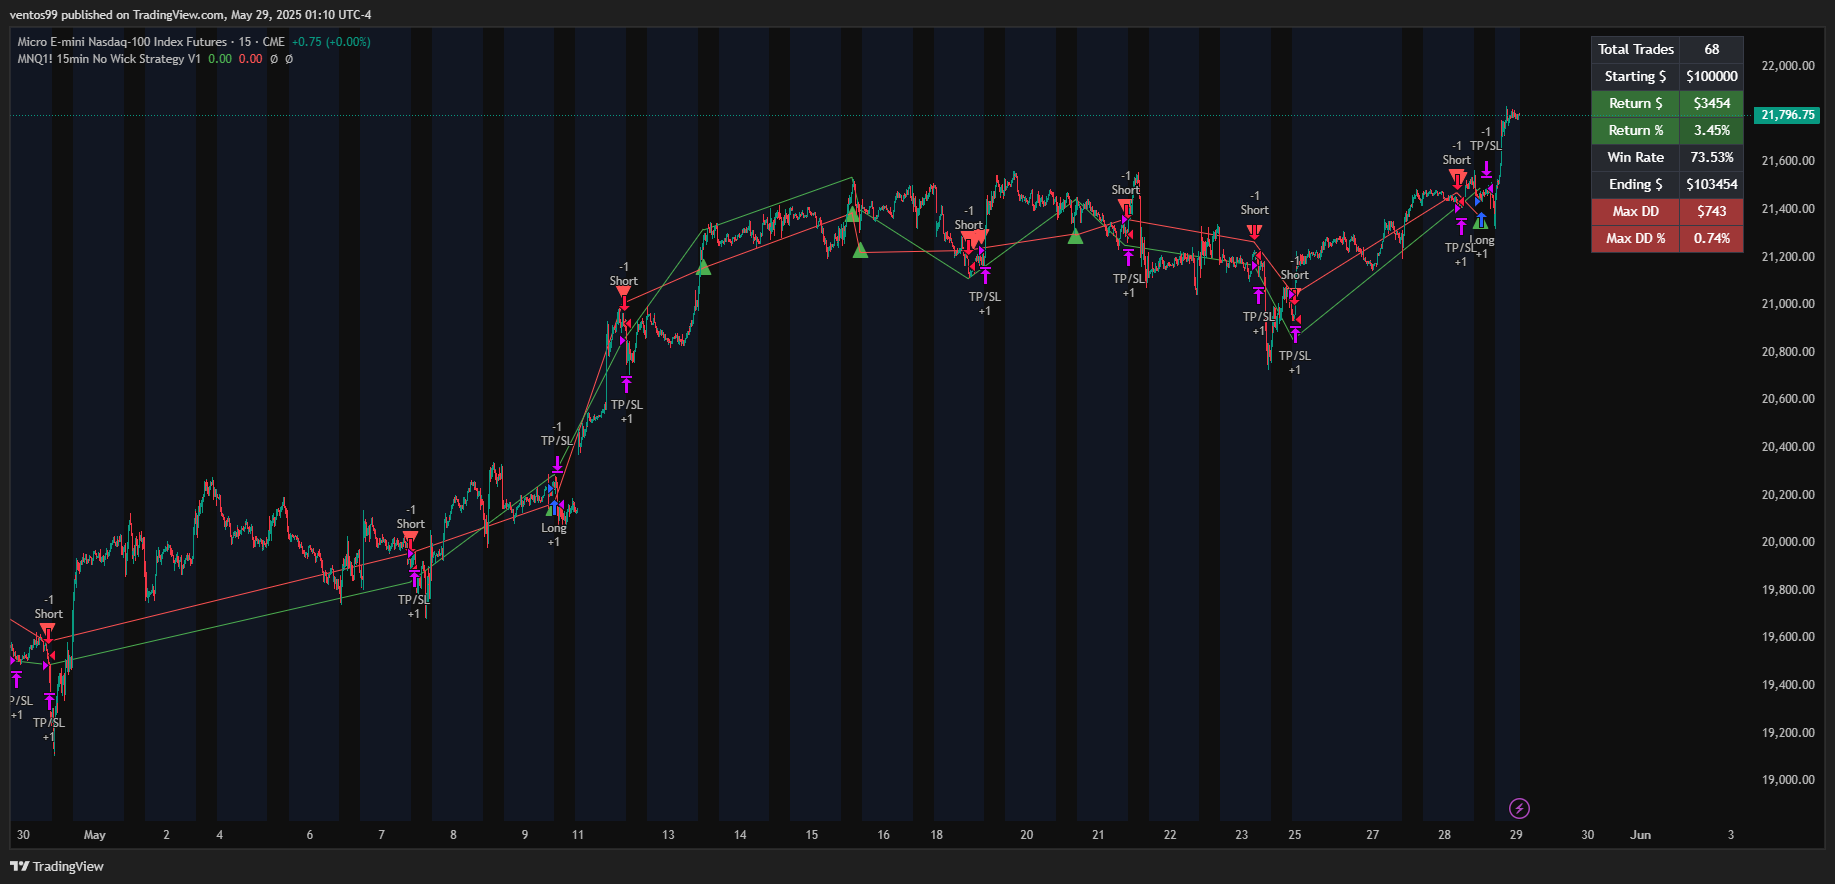 ventos99 published on TradingView.com, May 29, 2025 01:10 UTC-4
Micro E-mini Nasdaq-100 Index Futures · 15 · CME +0.75 (+0.00%)
MNQ1! 15min No Wick Strategy V1 0.00 0.00 Ø Ø
Total Trades 68
Starting $ $100000
Return $ $3454
Return % 3.45%
Win Rate 73.53%
Ending $ $103454
Max DD $743
Max DD % 0.74%
22,000.00
21,796.75
21,600.00
21,400.00
21,200.00
21,000.00
20,800.00
20,600.00
20,400.00
20,200.00
20,000.00
19,800.00
19,600.00
19,400.00
19,200.00
19,000.00
P/SL
+1
-1
Short
TP/SL
+1
-1
Short
TP/SL
+1
-1
TP/SL
Long
+1
-1
Short
TP/SL
+1
-1
Short
TP/SL
+1
-1
Short
TP/SL
+1
-1
Short
TP/SL
+1
-1
Short
TP/SL
+1
-1
Short
TP/SL
+1
-1
TP/SL
Long
+1
30 May 2 4 6 7 8 9 11 13 14 15 16 18 20 21 22 23 25 27 28 29 30 Jun 3
TradingView